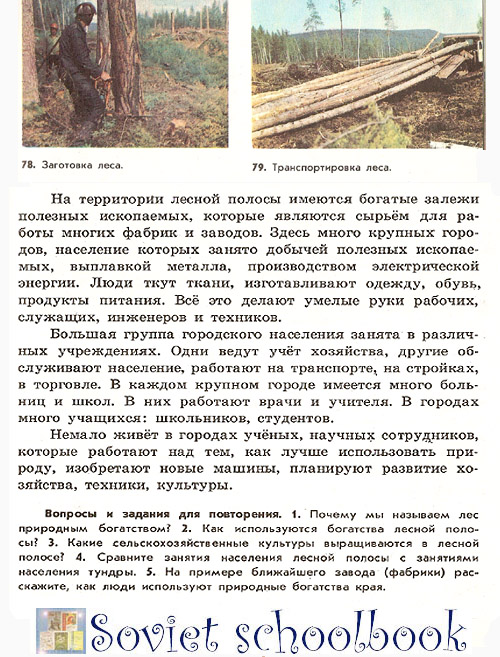 78. Заготовка леса.
79. Транспортировка леса.
На территории лесной полосы имеются богатые залежи
полезных ископаемых, которые являются сырьём для ра-
боты многих фабрик и заводов. Здесь много крупных горо-
дов, население которых занято добычей полезных ископае-
мых, выплавкой металла, производством электрической
энергии. Люди ткут ткани, изготавливают одежду, обувь,
продукты питания. Всё это делают умелые руки рабочих,
служащих, инженеров и техников.
Большая группа городского населения занята в различ-
ных учреждениях. Одни ведут учёт хозяйства, другие об-
служивают население, работают на транспорте, на стройках,
в торговле. В каждом крупном городе имеется много боль-
ниц и школ. В них работают врачи и учителя. В городах
много учащихся: школьников, студентов.
Немало живёт в городах учёных, научных сотрудников,
которые работают над тем, как лучше использовать при-
роду, изобретают новые машины, планируют развитие хо-
зяйства, техники, культуры.
Вопросы и задания для повторения. 1. Почему мы называем лес
природным богатством? 2. Как используются богатства лесной поло-
сы? 3. Какие сельскохозяйственные культуры выращиваются в лесной
полосе? 4. Сравните занятия населения лесной полосы с занятиями
населения тундры. 5. На примере ближайшего завода (фабрики) рас-
скажите, как люди используют природные богатства края.
Soviet schoolbook